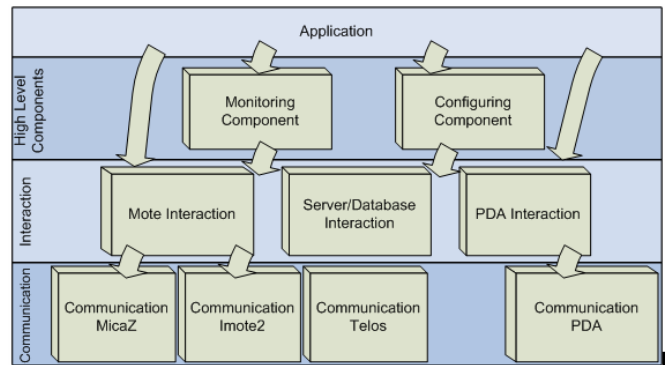 Application
High Level
Components
Monitoring
Component
Configuring
Component
Interaction
Mote Interaction
Server/Database
Interaction
PDA Interaction
Communication
Communication
MicaZ
Communication
Imote2
Communication
Telos
Communication
PDA